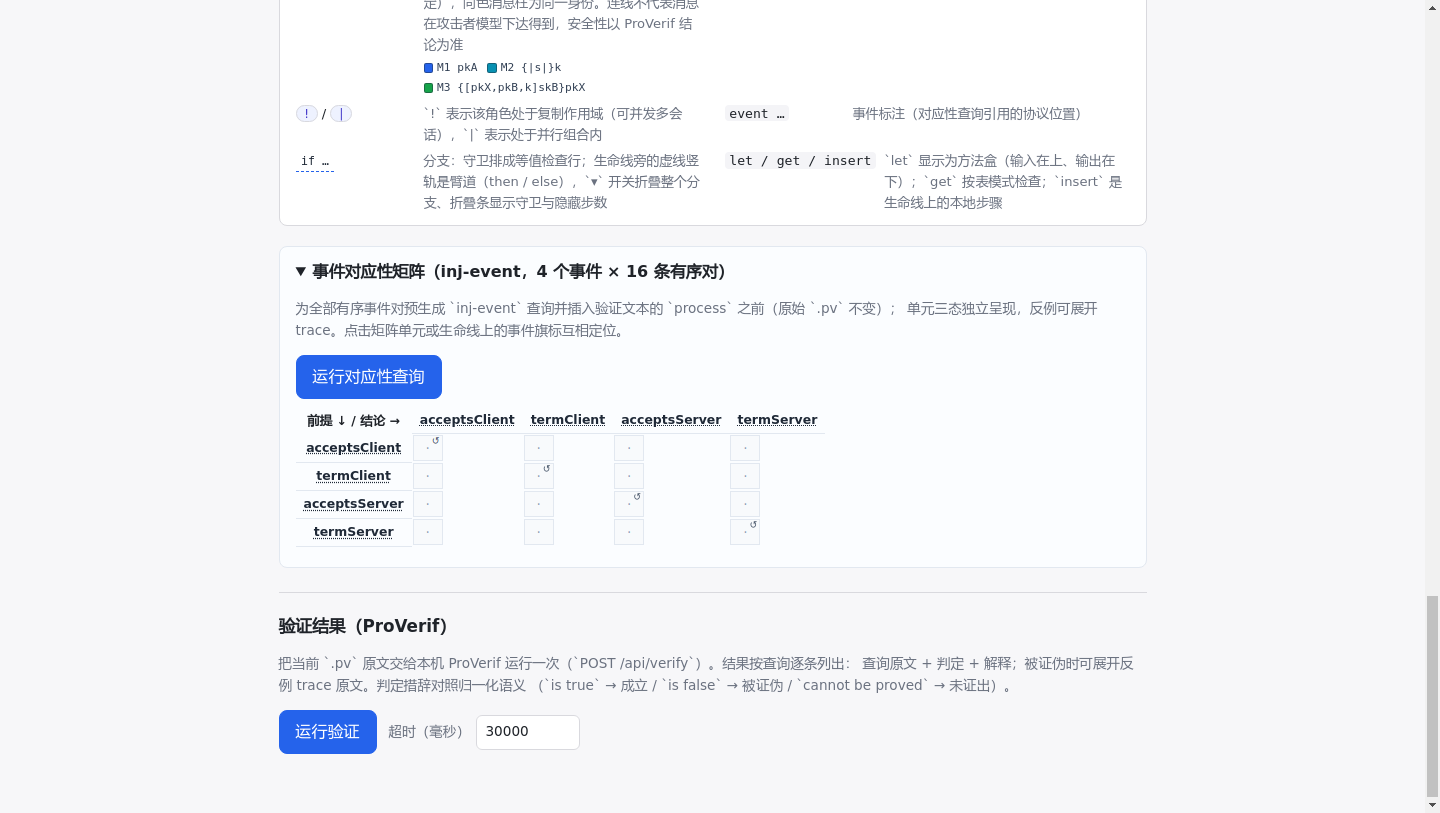 定），同色消息柱为同一身份。连线不代表消息
在攻击者模型下达得到，安全性以 ProVerif 结
论为准
M1 pkA M2 {|s|}k
M3 {[pkX,pkB,k]skB}pkX
! / |
`!` 表示该角色处于复制作用域（可并发多会
话），`|` 表示处于并行组合内
event …
事件标注（对应性查询引用的协议位置）
if …
分支：守卫排成等值检查行；生命线旁的虚线竖
轨是臂道（then / else），`▾` 开关折叠整个分
支、折叠条显示守卫与隐藏步数
let / get / insert
`let` 显示为方法盒（输入在上、输出在
下）；`get` 按表模式检查；`insert` 是
生命线上的本地步骤
▼ 事件对应性矩阵（inj-event，4 个事件 × 16 条有序对）
为全部有序事件对预生成 `inj-event` 查询并插入验证文本的 `process` 之前（原始 `.pv` 不变）； 单元三态独立呈现，反例可展开
trace。点击矩阵单元或生命线上的事件旗标互相定位。
运行对应性查询
前提 ↓ / 结论 → acceptsClient termClient acceptsServer termServer
acceptsClient · ↺ · · ·
termClient · · ↺ · ·
acceptsServer · · · ↺ ·
termServer · · · · ↺
验证结果（ProVerif）
把当前 `.pv` 原文交给本机 ProVerif 运行一次（`POST /api/verify`）。结果按查询逐条列出： 查询原文 + 判定 + 解释；被证伪时可展开反
例 trace 原文。判定措辞对照归一化语义 （`is true` → 成立 / `is false` → 被证伪 / `cannot be proved` → 未证出）。
运行验证 超时（毫秒） 30000